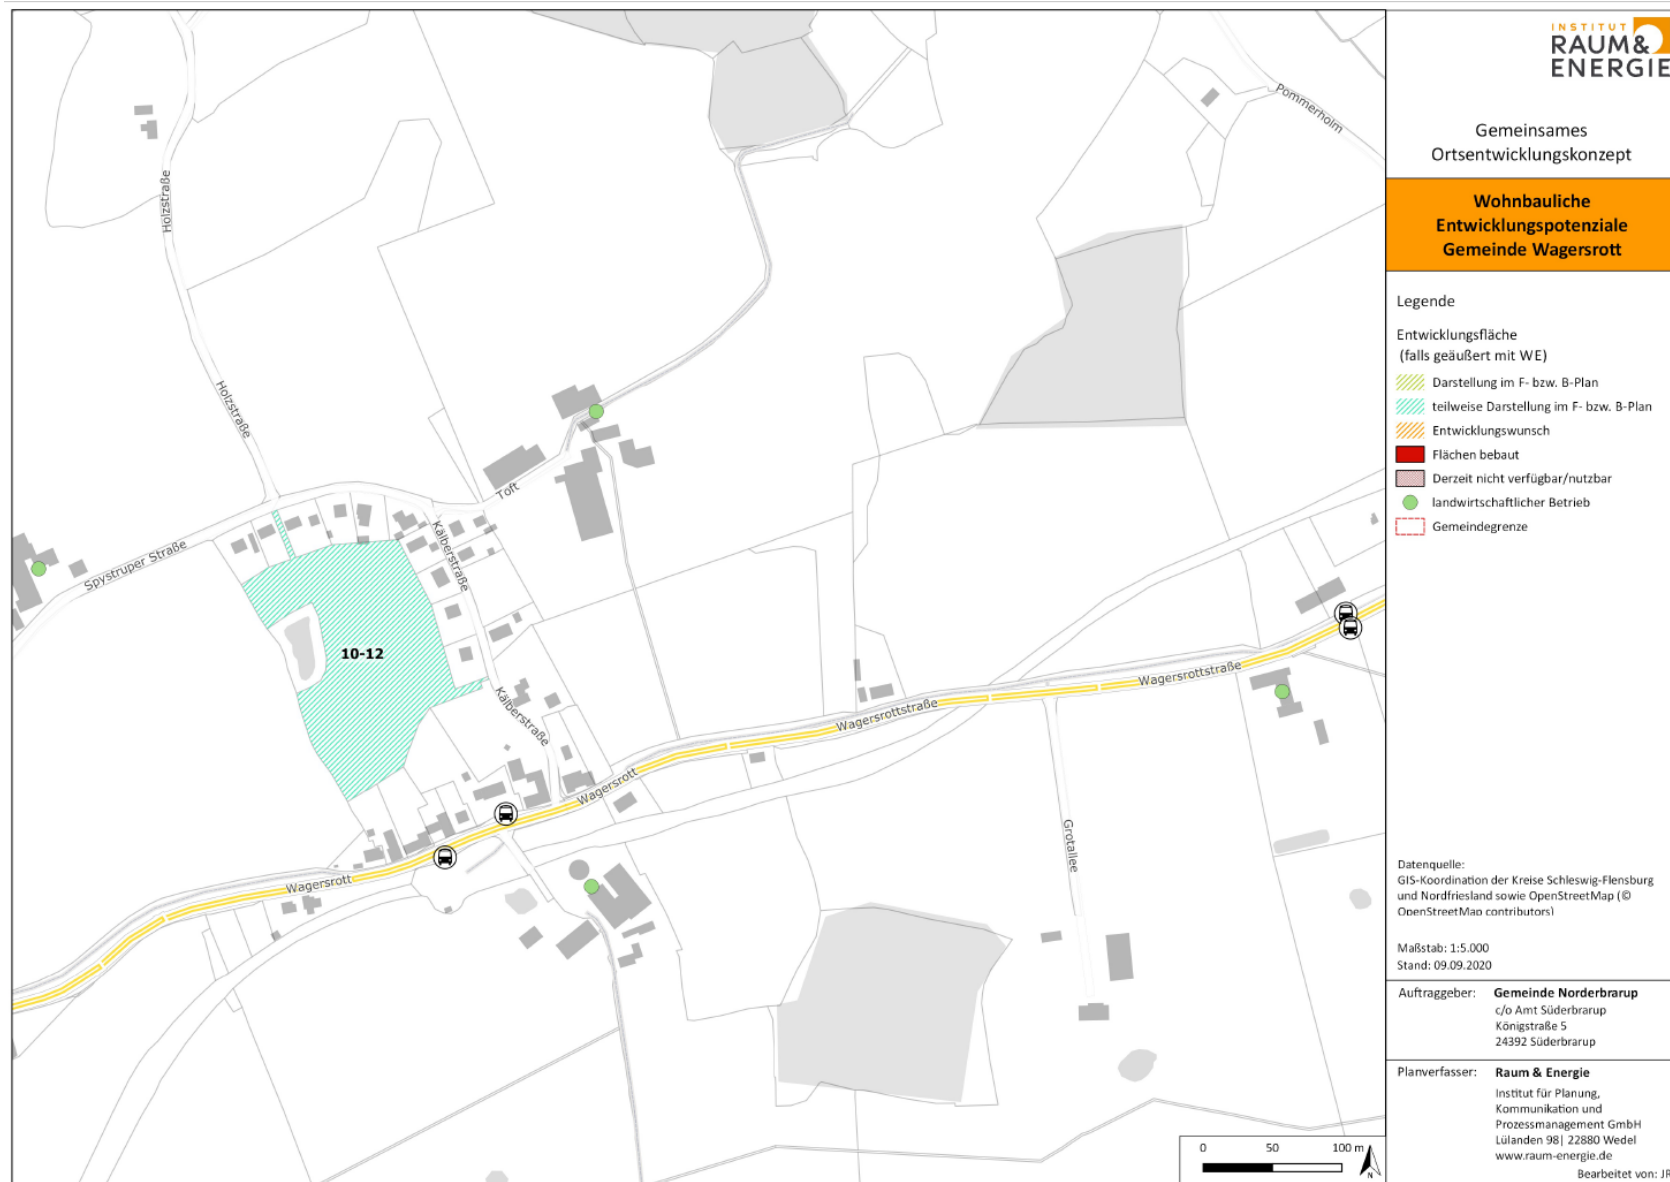 INSTITUT
RAUM&
ENERGIE
Gemeinsames
Ortsentwicklungskonzept
Wohnbauliche
Entwicklungspotenziale
Gemeinde Wagersrott
Legende
Entwicklungsfläche
(falls geäußert mit WE)
Darstellung im F- bzw. B-Plan
teilweise Darstellung im F- bzw. B-Plan
Entwicklungswunsch
Flächen bebaut
Derzeit nicht verfügbar/nutzbar
landwirtschaftlicher Betrieb
Gemeindegrenze
Datenquelle:
GIS-Koordination der Kreise Schleswig-Flensburg
und Nordfriesland sowie OpenStreetMap (©
OpenStreetMap contributors)
Maßstab: 1:5.000
Stand: 09.09.2020
Auftraggeber: Gemeinde Norderbrarup
c/o Amt Süderbrarup
Königstraße 5
24392 Süderbrarup
Planverfasser: Raum & Energie
Institut für Planung,
Kommunikation und
Prozessmanagement GmbH
Lülanden 98| 22880 Wedel
www.raum-energie.de
Bearbeitet von: JR
Pommerholm
Holzstraße
Holzstraße
Toft
Kälberstraße
Spystruper Straße
10-12
Kälberstraße
Wagersrottstraße
Wagersrottstraße
Wagersrott
Grotallee
Wagersrott
0 50 100 m
N